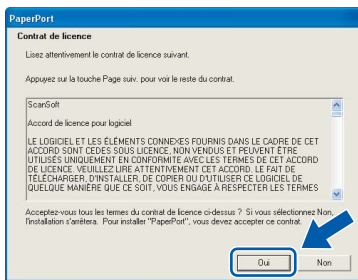 PaperPort
Contrat de licence
Lisez attentivement le contrat de licence suivant.
Appuyez sur la touche Page suiv. pour voir le reste du contrat.
ScanSoft
Accord de licence pour logiciel
LE LOGICIEL ET LES ÉLÉMENTS CONNEXES FOURNIS DANS LE CADRE DE CET
ACCORD SONT CEDES SOUS LICENCE, NON VENDUS ET PEUVENT ÊTRE
UTILISÉS UNIQUEMENT EN CONFORMITE AVEC LES TERMES DE CET ACCORD
DE LICENCE. VEUILLEZ LIRE ATTENTIVEMENT CET ACCORD. LE FAIT DE
TÉLÉCHARGER, D'INSTALLER, DE COPIER OU D'UTILISER CE LOGICIEL DE
QUELQUE MANIÈRE QUE CE SOIT, VOUS ENGAGE À RESPECTER LES TERMES
Acceptez-vous tous les termes du contrat de licence ci-dessus ? Si vous sélectionnez Non,
l'installation s'arrêtera. Pour installer "PaperPort", vous devez accepter ce contrat.
Oui
Non